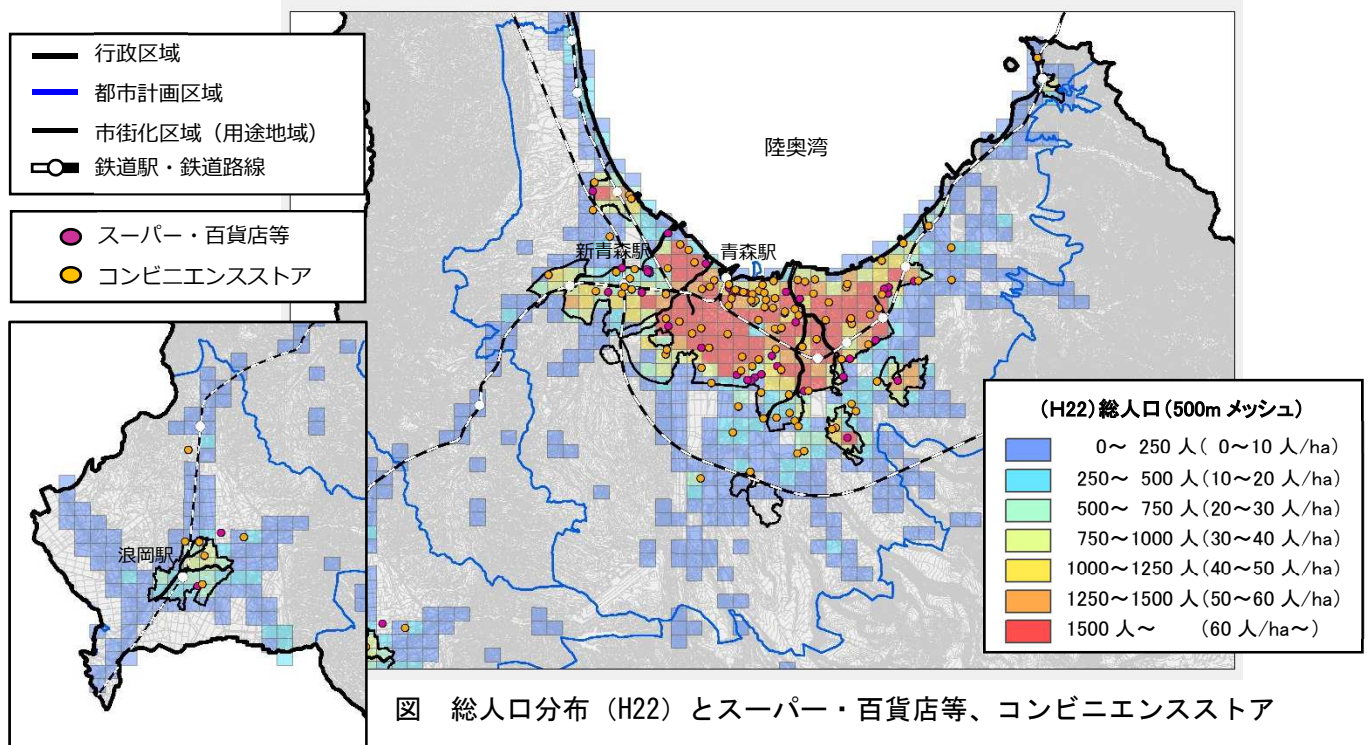 行政区域
都市計画区域
市街化区域（用途地域）
鉄道駅・鉄道路線
スーパー・百貨店等
コンビニエンスストア
陸奥湾
新青森駅
青森駅
浪岡駅
（H22）総人口（500m メッシュ）
0～ 250 人（ 0～10 人/ha）
250～ 500 人（10～20 人/ha）
500～ 750 人（20～30 人/ha）
750～1000 人（30～40 人/ha）
1000～1250 人（40～50 人/ha）
1250～1500 人（50～60 人/ha）
1500 人～ （60 人/ha～）
図 総人口分布（H22）とスーパー・百貨店等、コンビニエンスストア